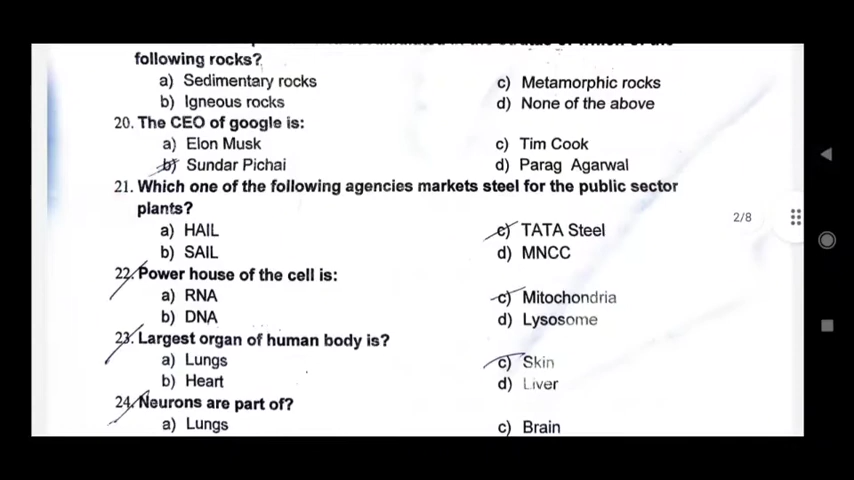 following rocks?
a) Sedimentary rocks
c) Metamorphic rocks
b) Igneous rocks
d) None of the above
20. The CEO of google is:
a) Elon Musk
c) Tim Cook
b) Sundar Pichai
d) Parag Agarwal
21. Which one of the following agencies markets steel for the public sector
plants?
a) HAIL
c) TATA Steel
b) SAIL
d) MNCC
22. Power house of the cell is:
a) RNA
c) Mitochondria
b) DNA
d) Lysosome
23. Largest organ of human body is?
a) Lungs
c) Skin
b) Heart
d) Liver
24. Neurons are part of?
a) Lungs
c) Brain
2/8